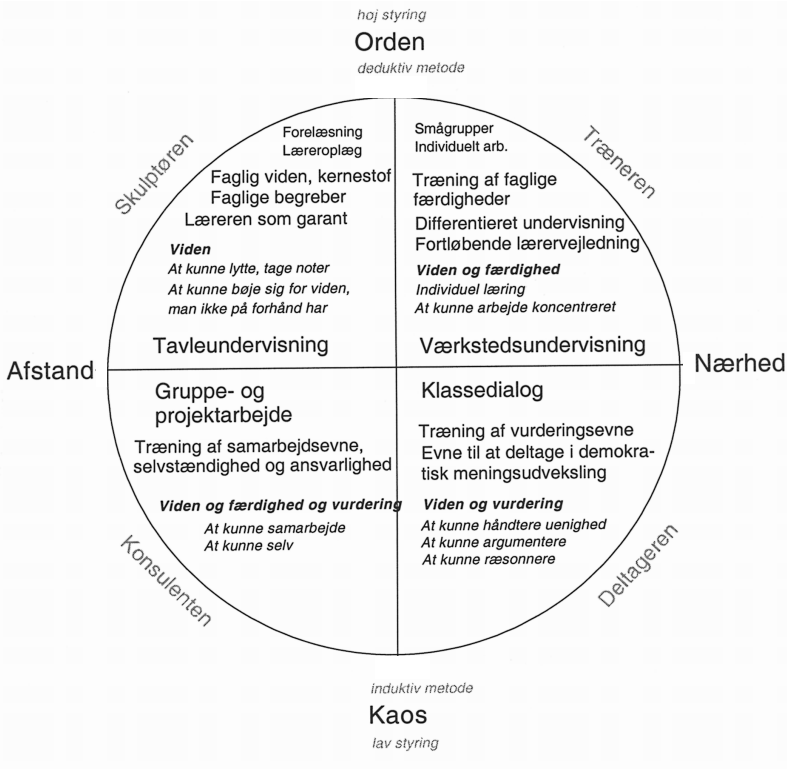 hoj styring
Orden
deduktiv metode
Skulptøren
Forelæsning
Læreroplæg
Faglig viden, kernestof
Faglige begreber
Læreren som garant
Viden
At kunne lytte, tage noter
At kunne bøje sig for viden,
man ikke på forhånd har
Tavleundervisning
Træneren
Smågrupper
Individuelt arb.
Træning af faglige
færdigheder
Differentieret undervisning
Fortløbende lærervejledning
Viden og færdighed
Individuel læring
At kunne arbejde koncentreret
Værkstedsundervisning
Afstand
Nærhed
Gruppe- og
projektarbejde
Træning af samarbejdsevne,
selvstændighed og ansvarlighed
Viden og færdighed og vurdering
At kunne samarbejde
At kunne selv
Konsulenten
Klassedialog
Træning af vurderingsevne
Evne til at deltage i demokra-
tisk meningsudveksling
Viden og vurdering
At kunne håndtere uenighed
At kunne argumentere
At kunne ræsonnere
Deltageren
induktiv metode
Kaos
lav styring